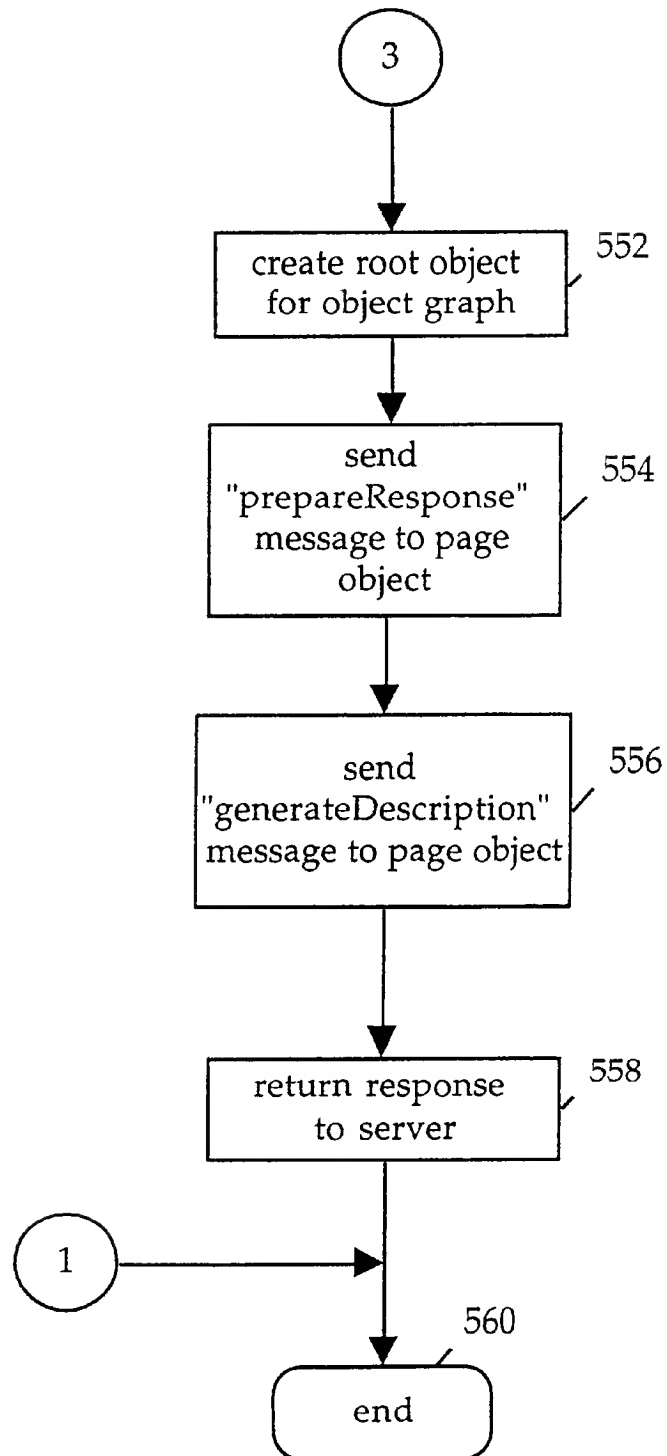 3
create root object
for object graph
552
send
"prepareResponse"
message to page
object
554
send
"generateDescription"
message to page object
556
return response
to server
558
1
560
end